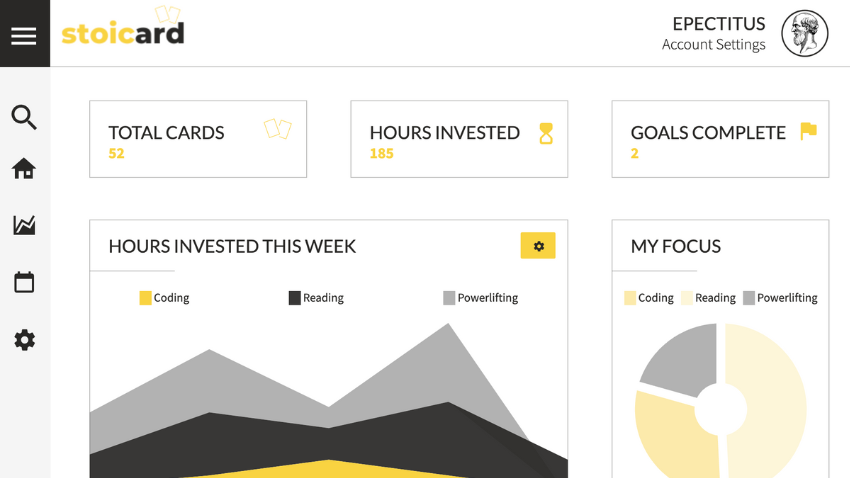 stoicard
EPECTITUS
Account Settings
TOTAL CARDS
52
HOURS INVESTED
185
GOALS COMPLETE
2
HOURS INVESTED THIS WEEK
Coding Reading Powerlifting
MY FOCUS
Coding Reading Powerlifting